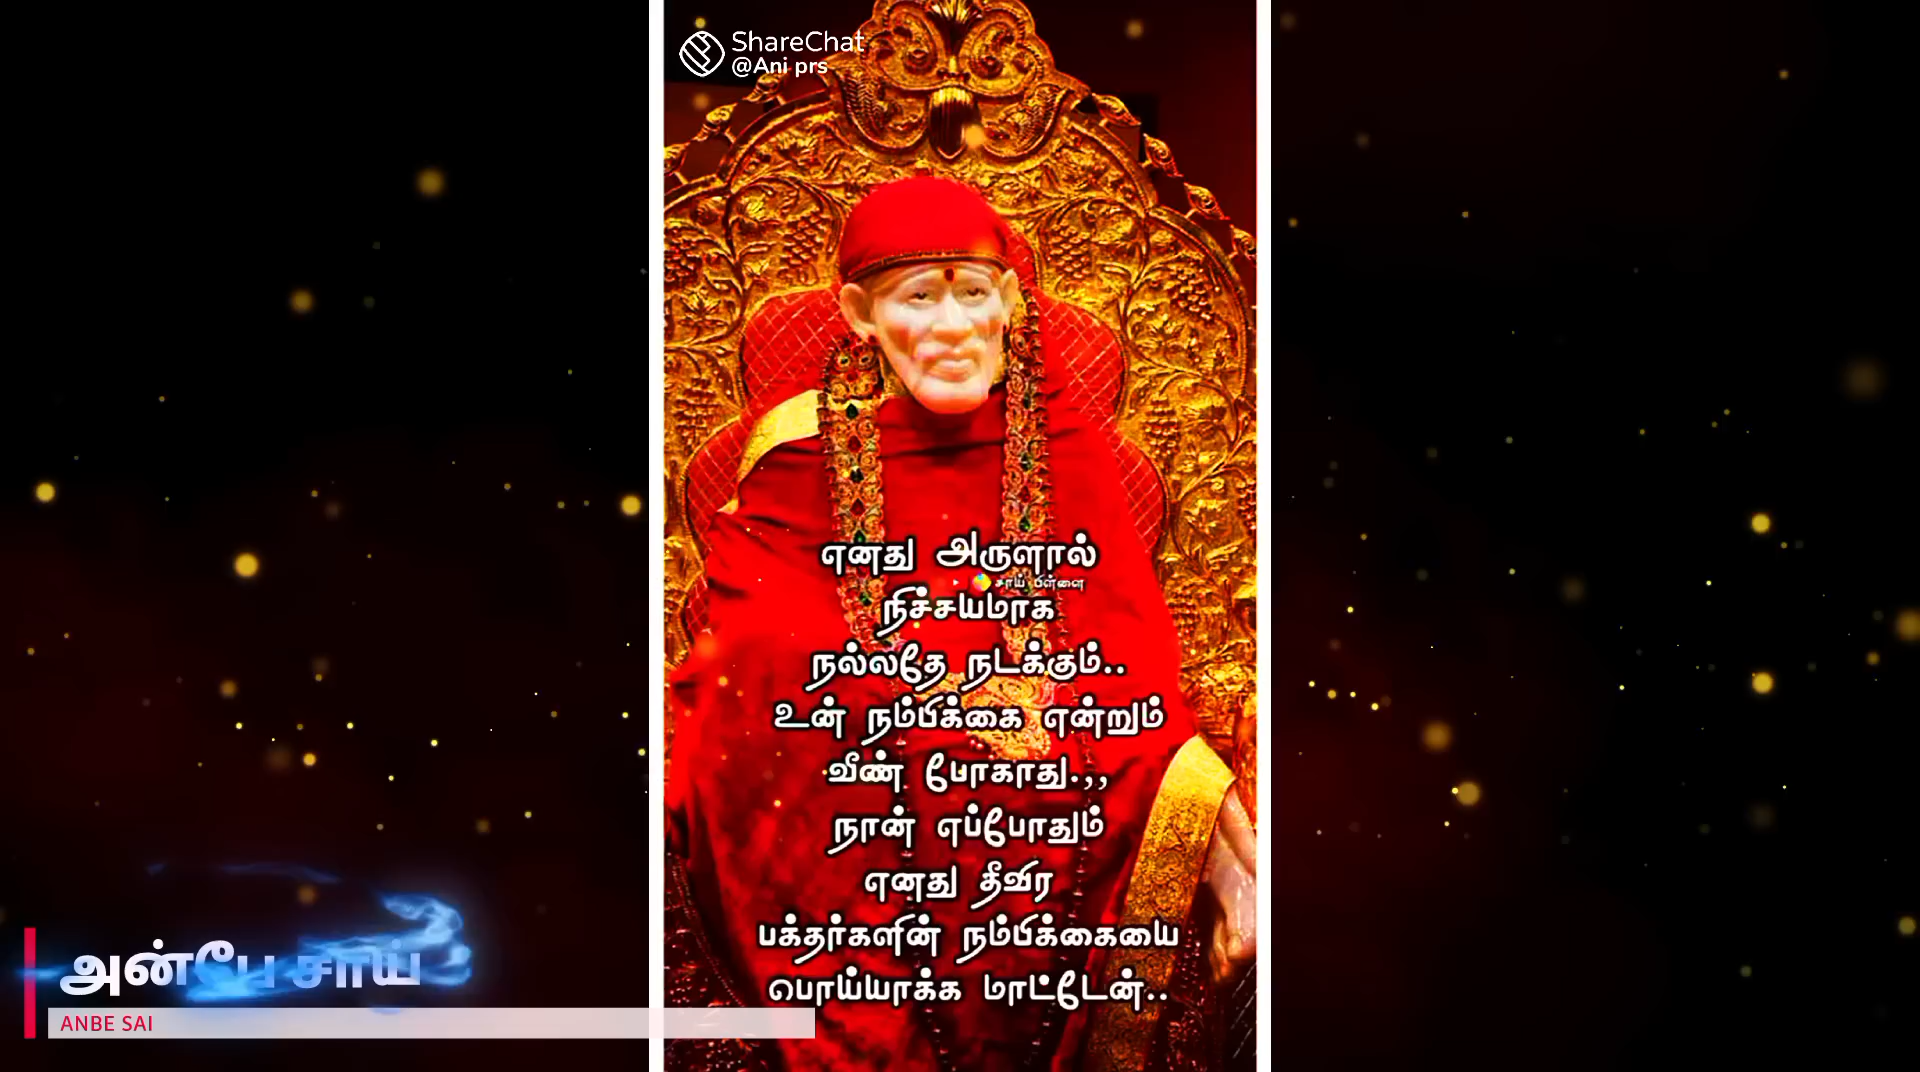 ShareChat
@Ani prs
எனது அருளால்
சாய் பிள்ளை
நிச்சயமாக
நல்லதே நடக்கும்..
உன் நம்பிக்கை என்றும்
வீண் போகாது.,,
நான் எப்போதும்
எனது தீவிர
பக்தர்களின் நம்பிக்கையை
பொய்யாக்க மாட்டேன்..
அன்பே சாய்
ANBE SAI